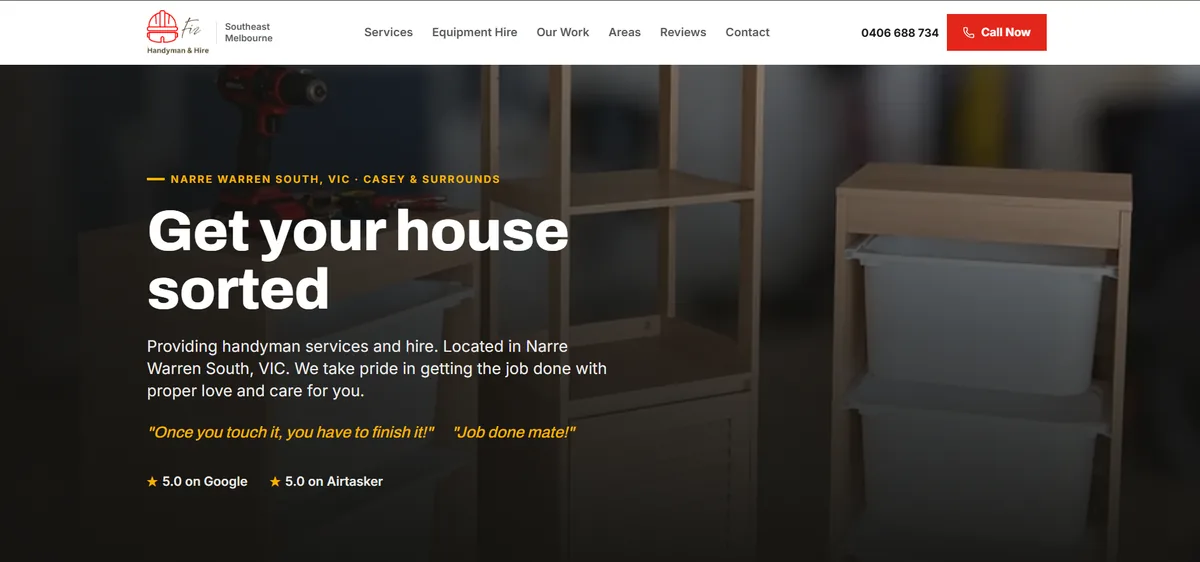 Fiz
Handyman & Hire
Southeast
Melbourne
Services
Equipment Hire
Our Work
Areas
Reviews
Contact
0406 688 734
Call Now
NARRE WARREN SOUTH, VIC · CASEY & SURROUNDS
Get your house
sorted
Providing handyman services and hire. Located in Narre
Warren South, VIC. We take pride in getting the job done with
proper love and care for you.
"Once you touch it, you have to finish it!" "Job done mate!"
★ 5.0 on Google ★ 5.0 on Airtasker